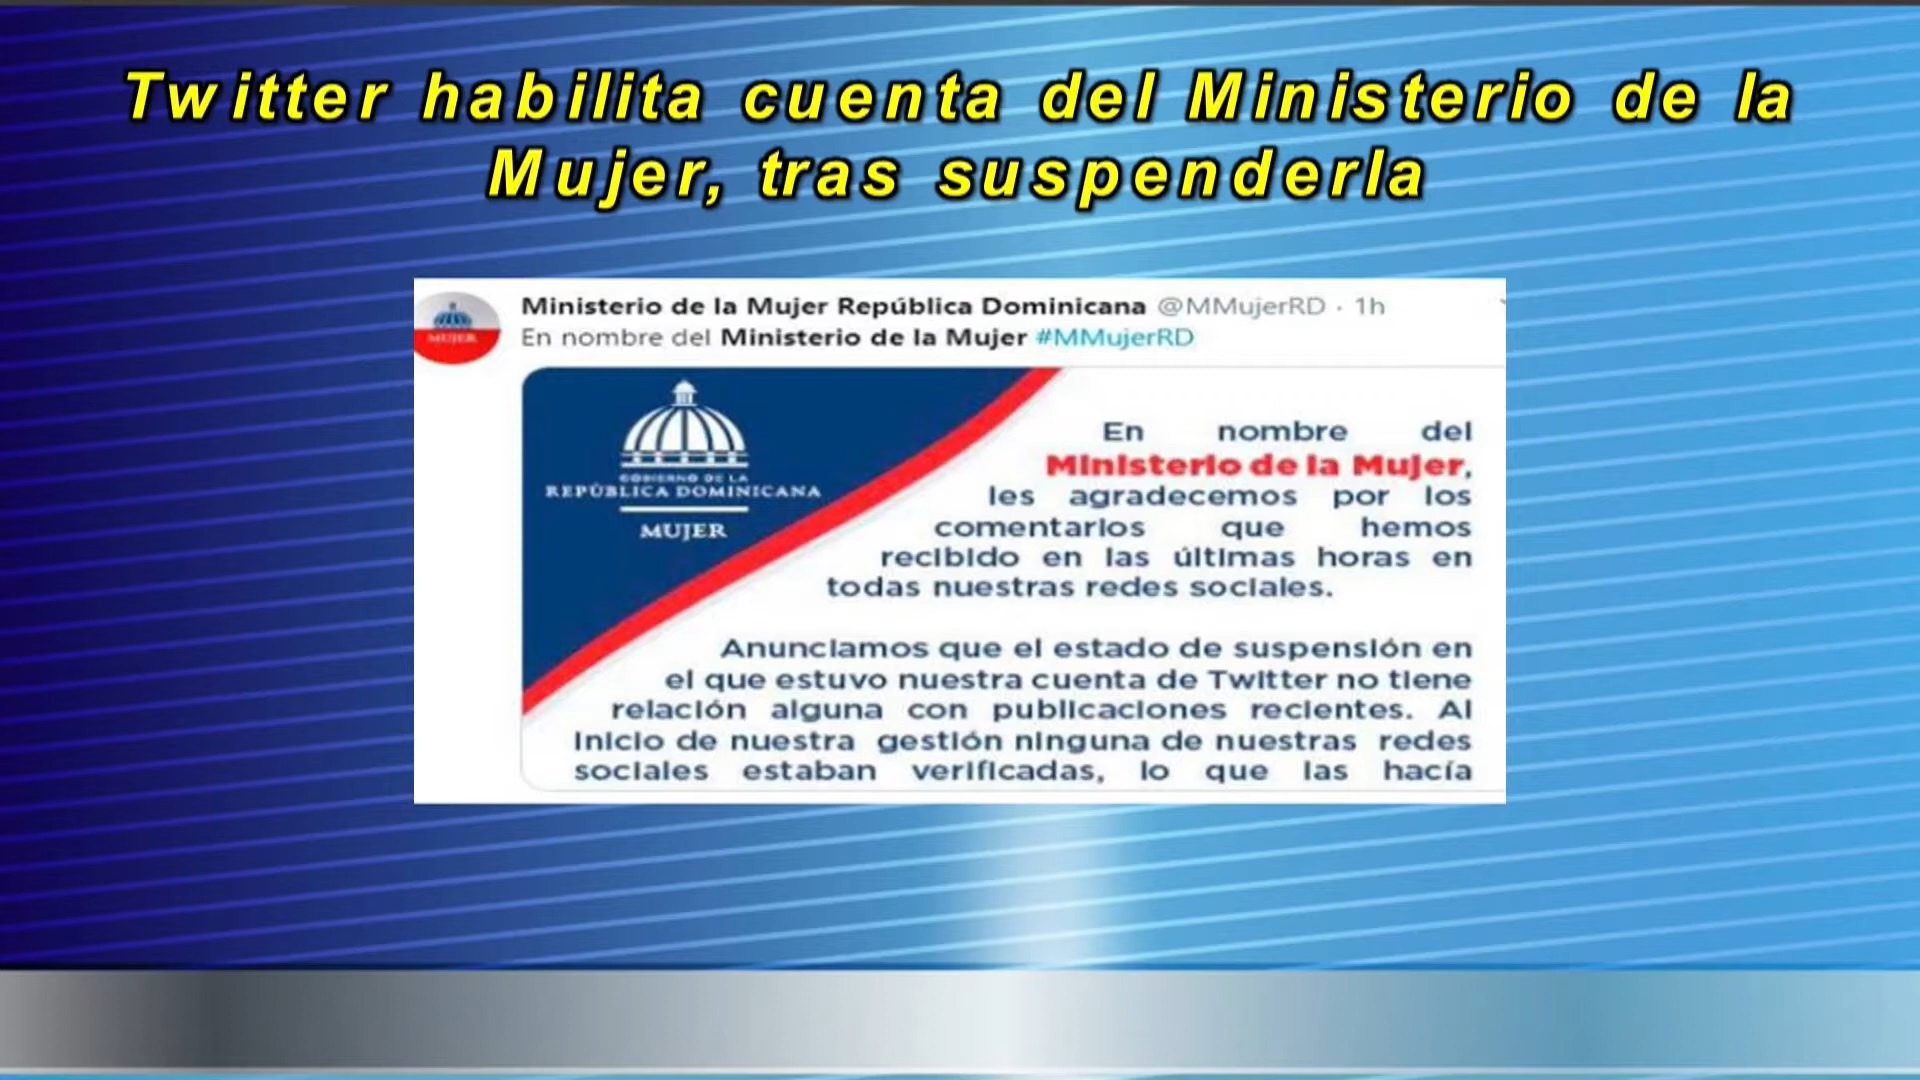 Twitter habilita cuenta del Ministerio de la
Mujer, tras suspenderla
Ministerio de la Mujer República Dominicana @MMujerRD · 1h
En nombre del Ministerio de la Mujer #MMujerRD
MUJER
GOBIERNO DE LA
REPÚBLICA DOMINICANA
MUJER
En nombre del
Ministerio de la Mujer,
les agradecemos por los
comentarios que hemos
recibido en las últimas horas en
todas nuestras redes sociales.
Anunciamos que el estado de suspensión en
el que estuvo nuestra cuenta de Twitter no tiene
relación alguna con publicaciones recientes. Al
inicio de nuestra gestión ninguna de nuestras redes
sociales estaban verificadas, lo que las hacía